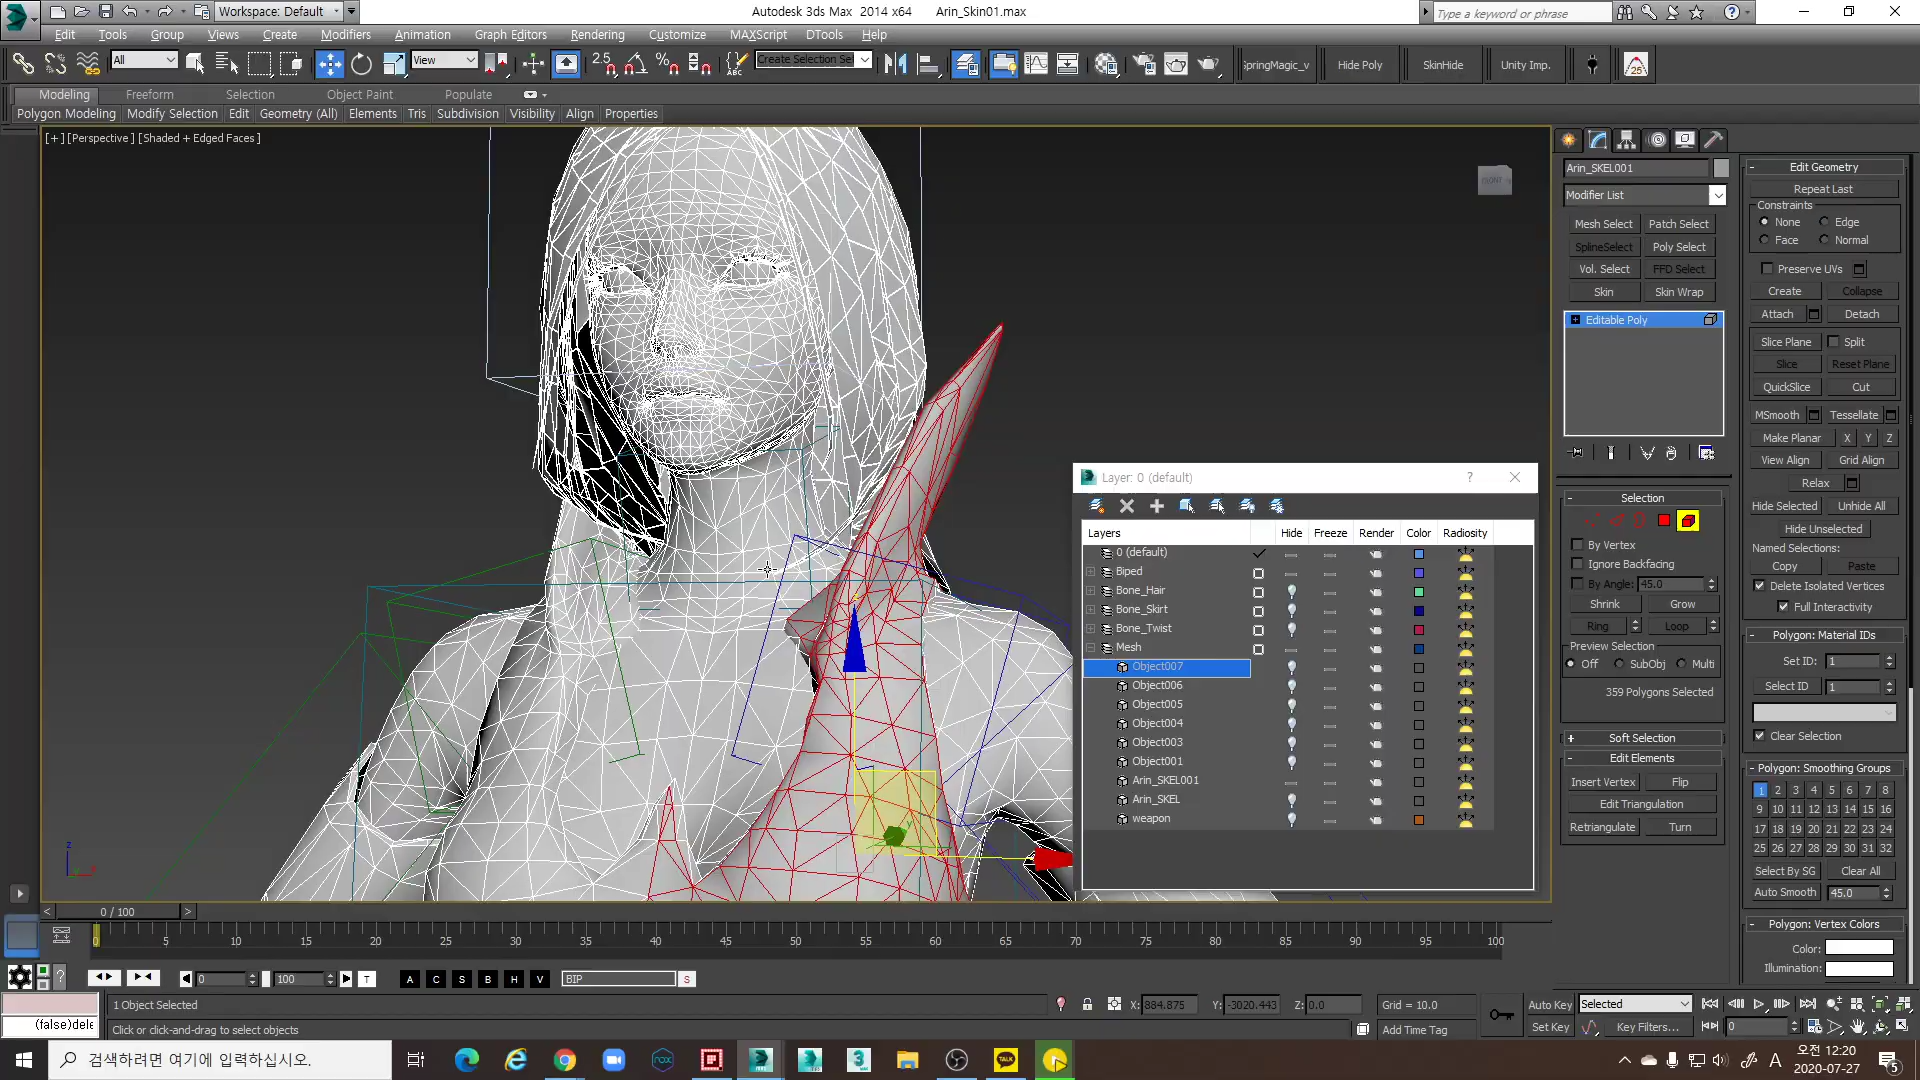 Workspace: Default
Autodesk 3ds Max 2014 x64 Arin_Skin01.max
Type a keyword or phrase
Edit Tools Group Views Create Modifiers Animation Graph Editors Rendering Customize MAXScript DTools Help
All View 2.5 Create Selection Se SpringMagic_v Hide Poly SkinHide Unity Imp. 25
Modeling Freeform Selection Object Paint Populate
Polygon Modeling Modify Selection Edit Geometry (All) Elements Tris Subdivision Visibility Align Properties
[+] [Perspective] [Shaded + Edged Faces]
FRONT
Layer: 0 (default)
Layers Hide Freeze Render Color Radiosity
0 (default)
Biped
Bone_Hair
Bone_Skirt
Bone_Twist
Mesh
Object007
Object006
Object005
Object004
Object003
Object001
Arin_SKEL001
Arin_SKEL
weapon
Arin_SKEL001
Modifier List
Mesh Select Patch Select
SplineSelect Poly Select
Vol. Select FFD Select
Skin Skin Wrap
Editable Poly
Selection
By Vertex
Ignore Backfacing
By Angle: 45.0
Shrink Grow
Ring Loop
Preview Selection
Off SubObj Multi
359 Polygons Selected
Soft Selection
Edit Elements
Insert Vertex Flip
Edit Triangulation
Retriangulate Turn
Edit Geometry
Repeat Last
Constraints
None Edge
Face Normal
Preserve UVs
Create Collapse
Attach Detach
Slice Plane Split
Slice Reset Plane
QuickSlice Cut
MSmooth Tessellate
Make Planar X Y Z
View Align Grid Align
Relax
Hide Selected Unhide All
Hide Unselected
Named Selections:
Copy Paste
Delete Isolated Vertices
Full Interactivity
Polygon: Material IDs
Set ID: 1
Select ID 1
Clear Selection
Polygon: Smoothing Groups
1 2 3 4 5 6 7 8
9 10 11 12 13 14 15 16
17 18 19 20 21 22 23 24
25 26 27 28 29 30 31 32
Select By SG Clear All
Auto Smooth 45.0
Polygon: Vertex Colors
Color:
Illumination:
z
< 0 / 100 >
0 5 10 15 20 25 30 35 40 45 50 55 60 65 70 75 80 85 90 95 100
0 100 T A C S B H V BIP S
1 Object Selected X: 884.875 Y: -3020.443 Z: 0.0 Grid = 10.0 Auto Key Selected
(false)dele Click or click-and-drag to select objects Add Time Tag Set Key Key Filters... 0
검색하려면 여기에 입력하십시오. TALK A 오전 12:20
2020-07-27 5